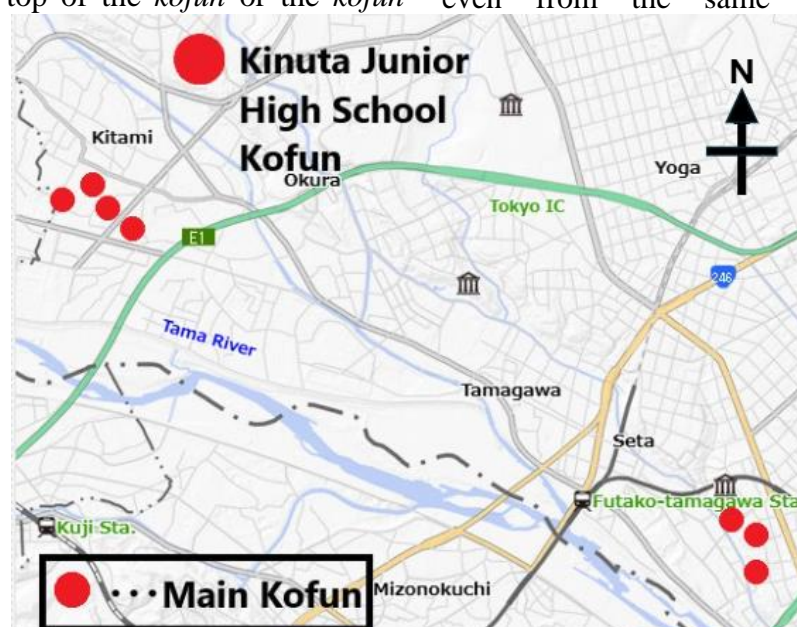 top of the kofun of the kofun even from the same
Kinuta Junior
High School
Kofun
N
Kitami
Okura
Yoga
Tokyo IC
E1
246
Tama River
Tamagawa
Seta
Futako-tamagawa Sta
Kuji Sta.
Mizonokuchi
···Main Kofun